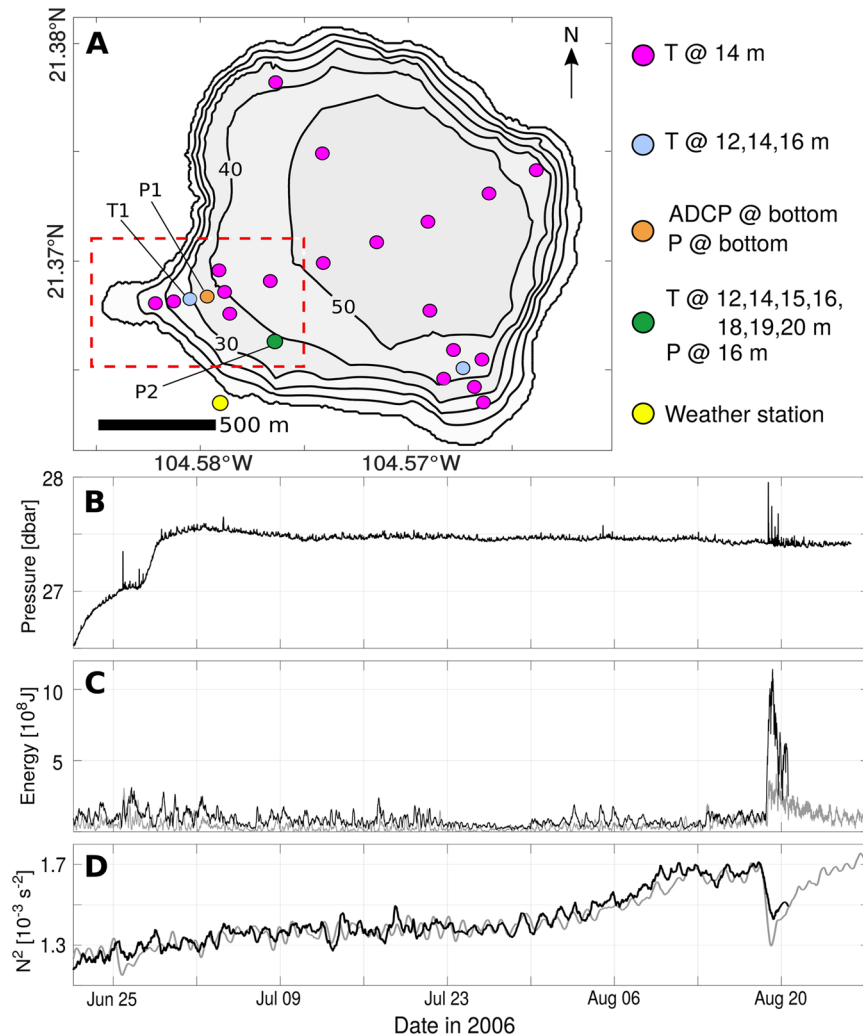 A
N
21.38°N
21.37°N
40
P1
T1
50
30
P2
500 m
104.58°W
104.57°W
T @ 14 m
T @ 12,14,16 m
ADCP @ bottom
P @ bottom
T @ 12,14,15,16,
18,19,20 m
P @ 16 m
Weather station
B
28
27
Pressure [dbar]
C
10
5
Energy [10⁸J]
D
1.7
1.3
N² [10⁻³ s⁻²]
Jun 25
Jul 09
Jul 23
Aug 06
Aug 20
Date in 2006